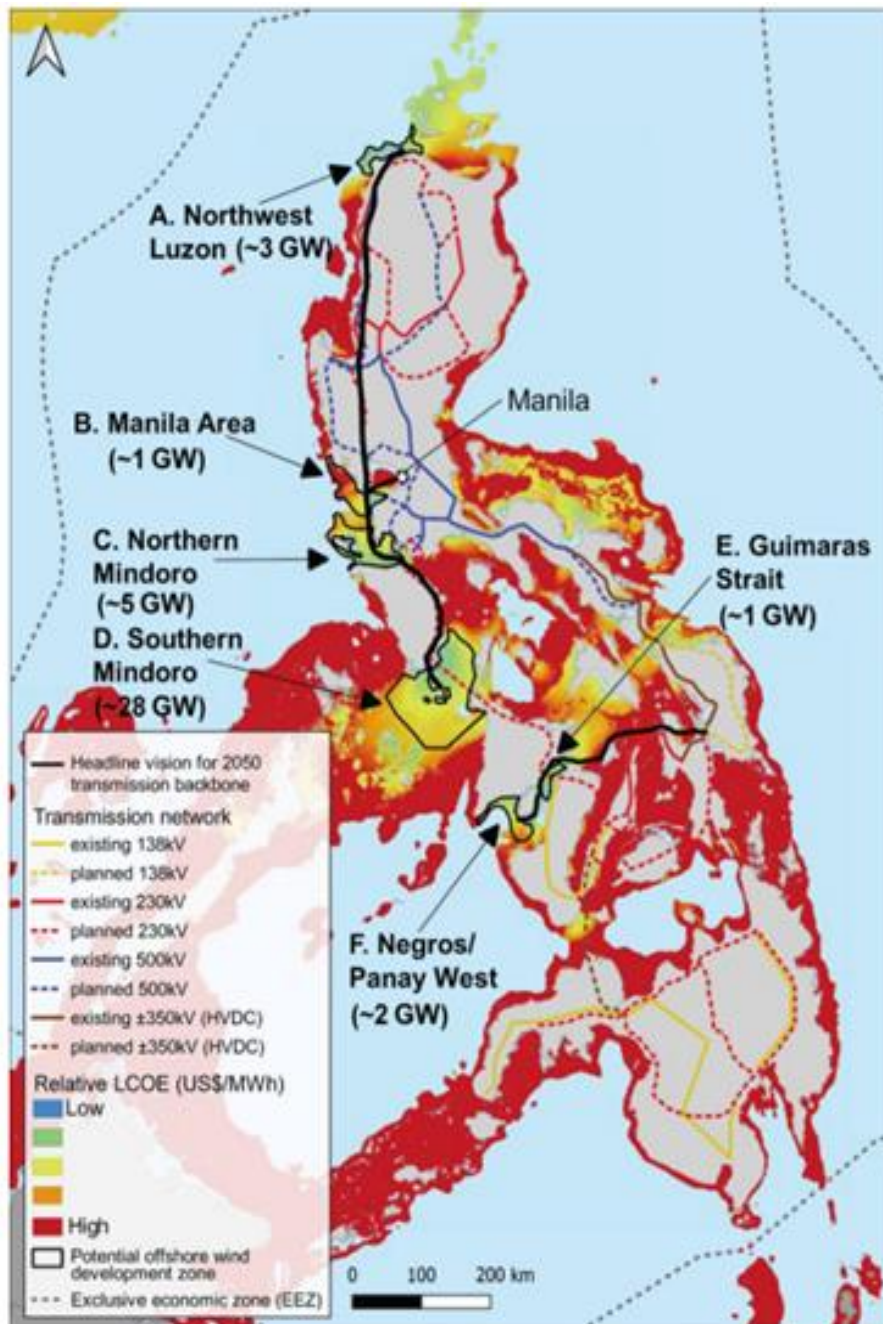 A. Northwest
Luzon (~3 GW)
Manila
B. Manila Area
(~1 GW)
C. Northern
Mindoro
(~5 GW)
D. Southern
Mindoro
(~28 GW)
E. Guimaras
Strait
(~1 GW)
F. Negros/
Panay West
(~2 GW)
Headline vision for 2050
transmission backbone
Transmission network
existing 138kV
planned 138kV
existing 230kV
planned 230kV
existing 500kV
planned 500kV
existing ±350kV (HVDC)
planned ±350kV (HVDC)
Relative LCOE (US$/MWh)
Low
High
Potential offshore wind
development zone
Exclusive economic zone (EEZ)
0 100 200 km